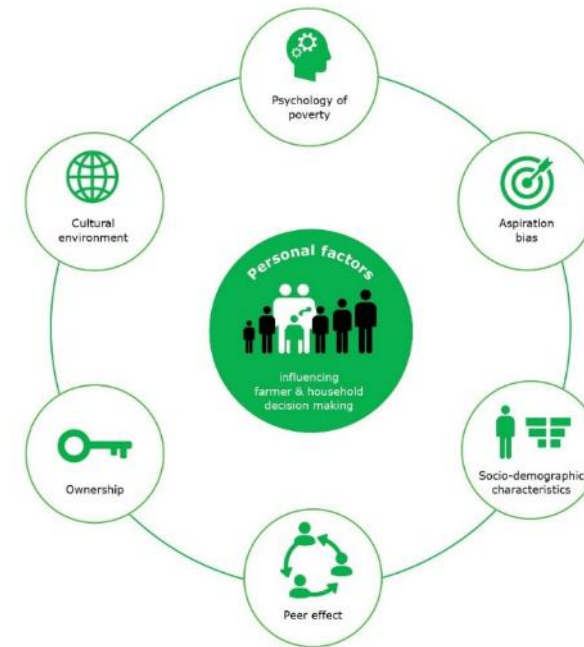 Psychology of
poverty
Cultural
environment
Aspiration
bias
Personal factors
influencing
farmer & household
decision making
Ownership
Socio-demographic
characteristics
Peer effect